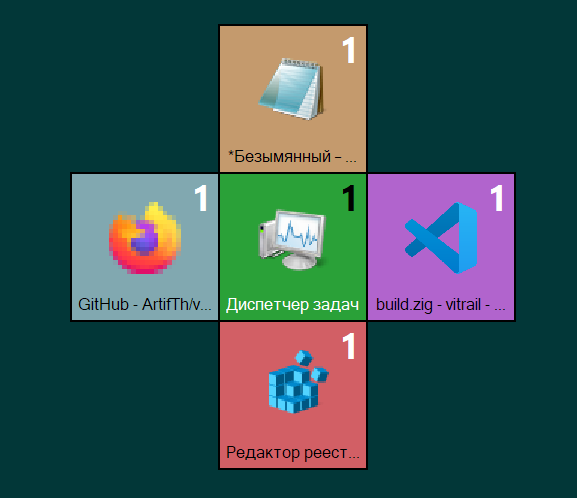 1
*Безымянный – ...
1
GitHub - ArtifTh/v...
1
Диспетчер задач
1
build.zig - vitrail - ...
1
Редактор реест...